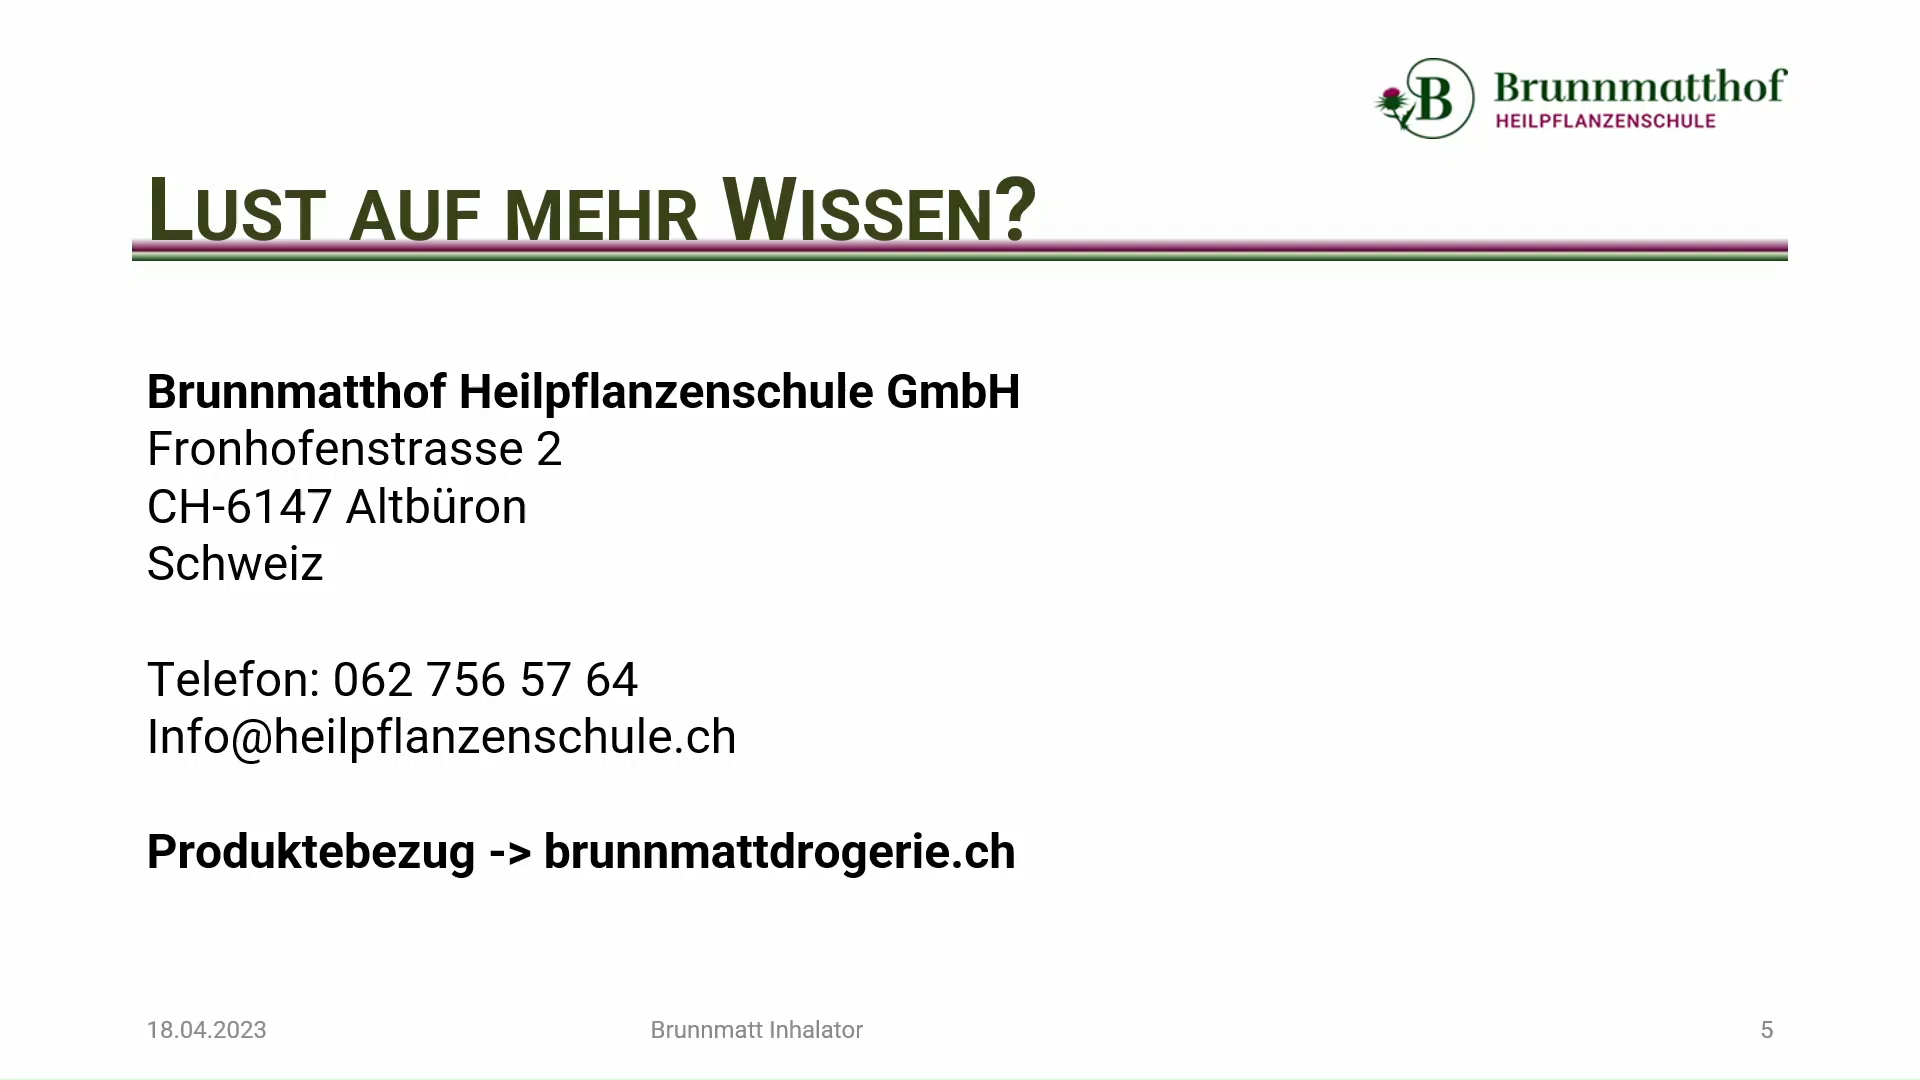 B Brunnmatthof
HEILPFLANZENSCHULE
LUST AUF MEHR WISSEN?
Brunnmatthof Heilpflanzenschule GmbH
Fronhofenstrasse 2
CH-6147 Altbüron
Schweiz
Telefon: 062 756 57 64
Info@heilpflanzenschule.ch
Produktebezug -> brunnmattdrogerie.ch
18.04.2023 Brunnmatt Inhalator 5